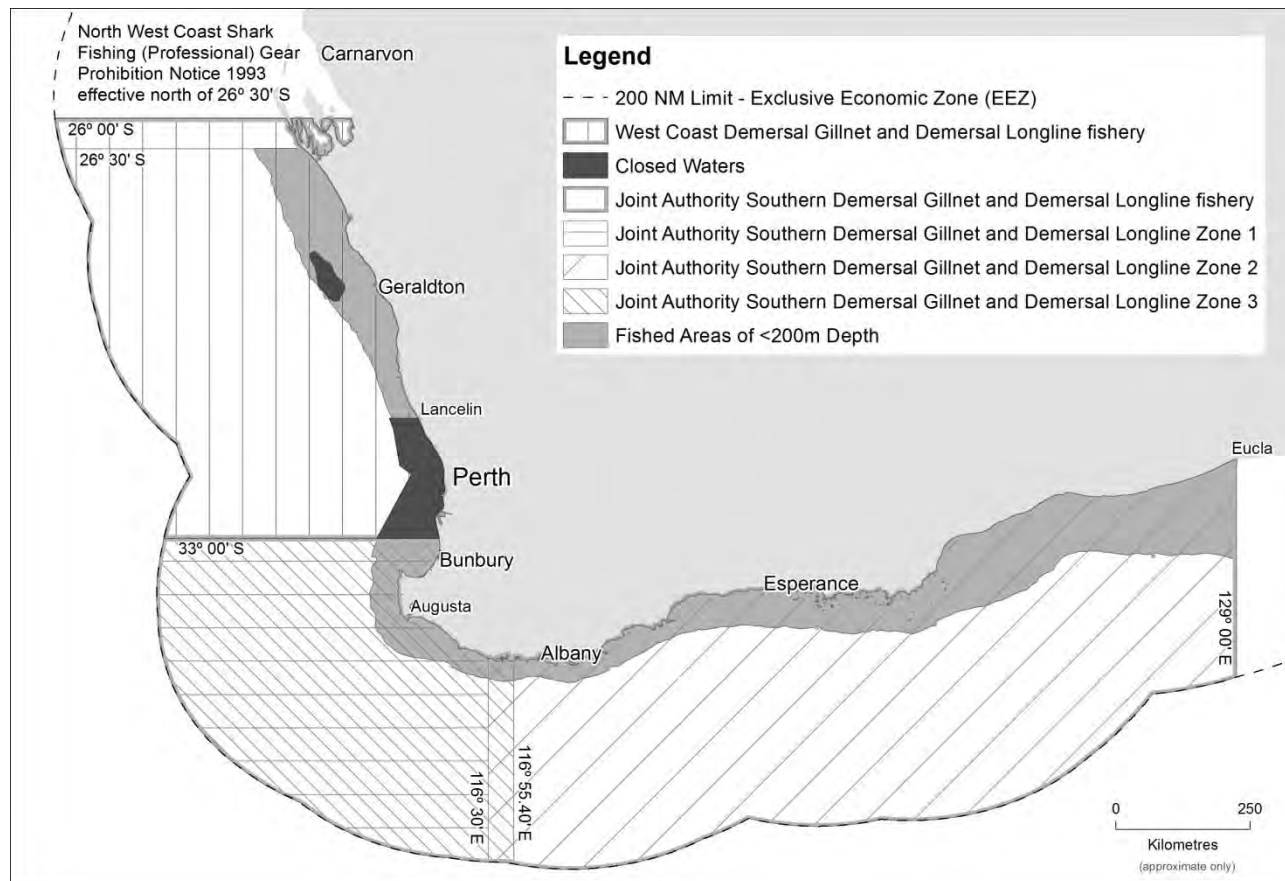 North West Coast Shark
Fishing (Professional) Gear
Prohibition Notice 1993
effective north of 26º 30' S
Carnarvon
26º 00' S
26º 30' S
Geraldton
Lancelin
Perth
33º 00' S
Bunbury
Augusta
Albany
Esperance
Eucla
129º 00' E
116º 30' E
116º 55.40' E
Legend
200 NM Limit - Exclusive Economic Zone (EEZ)
West Coast Demersal Gillnet and Demersal Longline fishery
Closed Waters
Joint Authority Southern Demersal Gillnet and Demersal Longline fishery
Joint Authority Southern Demersal Gillnet and Demersal Longline Zone 1
Joint Authority Southern Demersal Gillnet and Demersal Longline Zone 2
Joint Authority Southern Demersal Gillnet and Demersal Longline Zone 3
Fished Areas of <200m Depth
0 250
Kilometres
(approximate only)